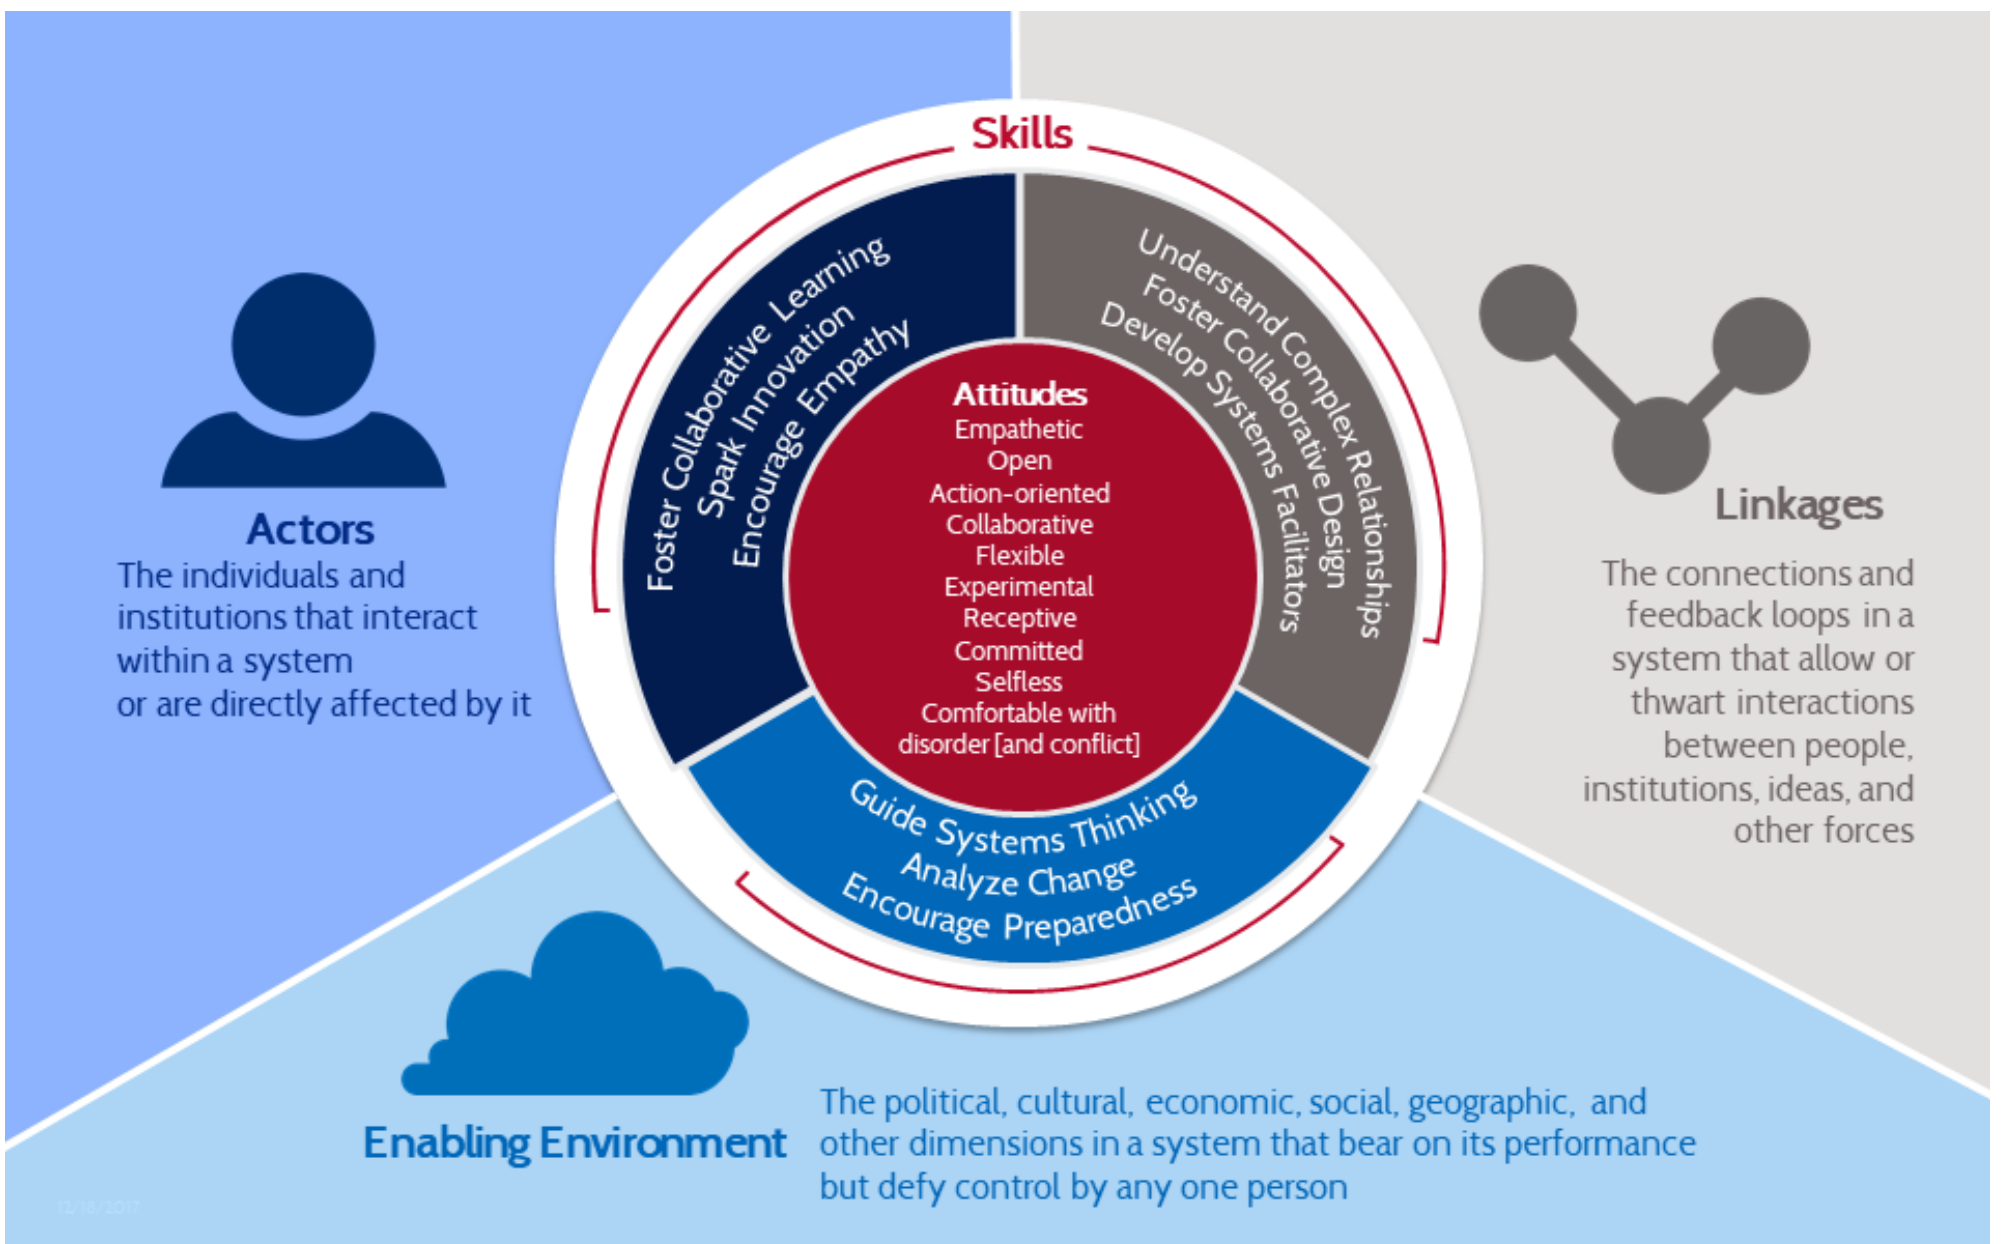 Skills
Foster Collaborative Learning
Spark Innovation
Encourage Empathy
Understand Complex Relationships
Foster Collaborative Design
Develop Systems Facilitators
Attitudes
Empathetic
Open
Action-oriented
Collaborative
Flexible
Experimental
Receptive
Committed
Selfless
Comfortable with
disorder [and conflict]
Guide Systems Thinking
Analyze Change
Encourage Preparedness
Actors
The individuals and
institutions that interact
within a system
or are directly affected by it
Linkages
The connections and
feedback loops in a
system that allow or
thwart interactions
between people,
institutions, ideas, and
other forces
Enabling Environment
The political, cultural, economic, social, geographic, and
other dimensions in a system that bear on its performance
but defy control by any one person
12/18/2017